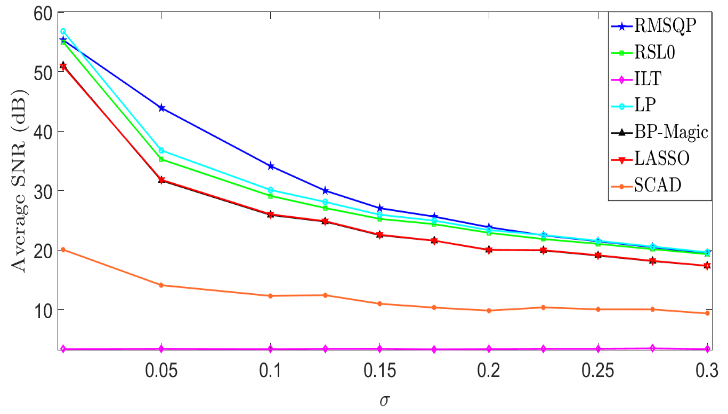 60
50
40
30
20
10
Average SNR (dB)
0.05
0.1
0.15
0.2
0.25
0.3
σ
RMSQP
RSL0
ILT
LP
BP-Magic
LASSO
SCAD